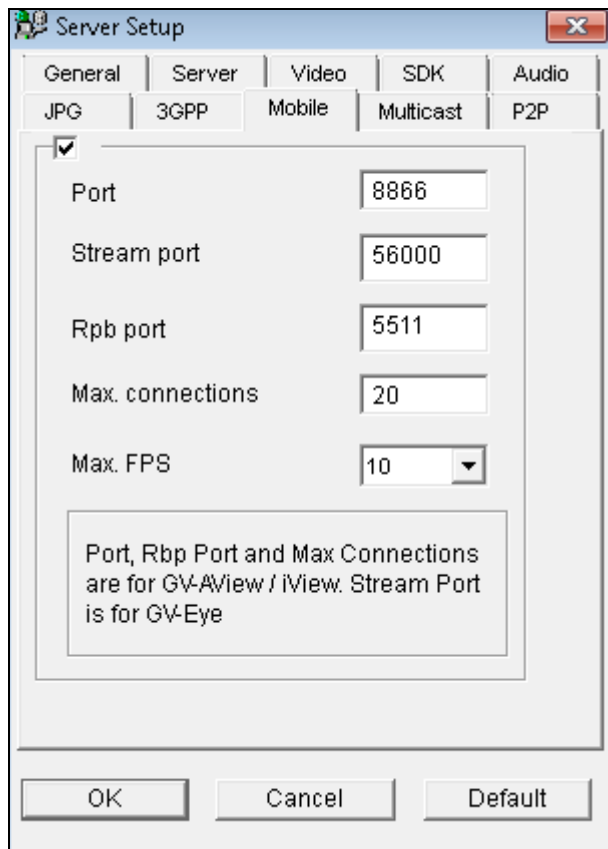 Server Setup
General Server Video SDK Audio
JPG 3GPP Mobile Multicast P2P
Port 8866
Stream port 56000
Rpb port 5511
Max. connections 20
Max. FPS 10
Port, Rbp Port and Max Connections
are for GV-AView / iView. Stream Port
is for GV-Eye
OK Cancel Default